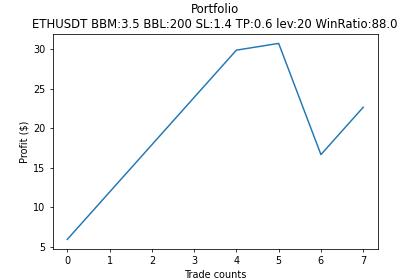 Portfolio
ETHUSDT BBM:3.5 BBL:200 SL:1.4 TP:0.6 lev:20 WinRatio:88.0
30
25
20
15
10
5
Profit ($)
0 1 2 3 4 5 6 7
Trade counts